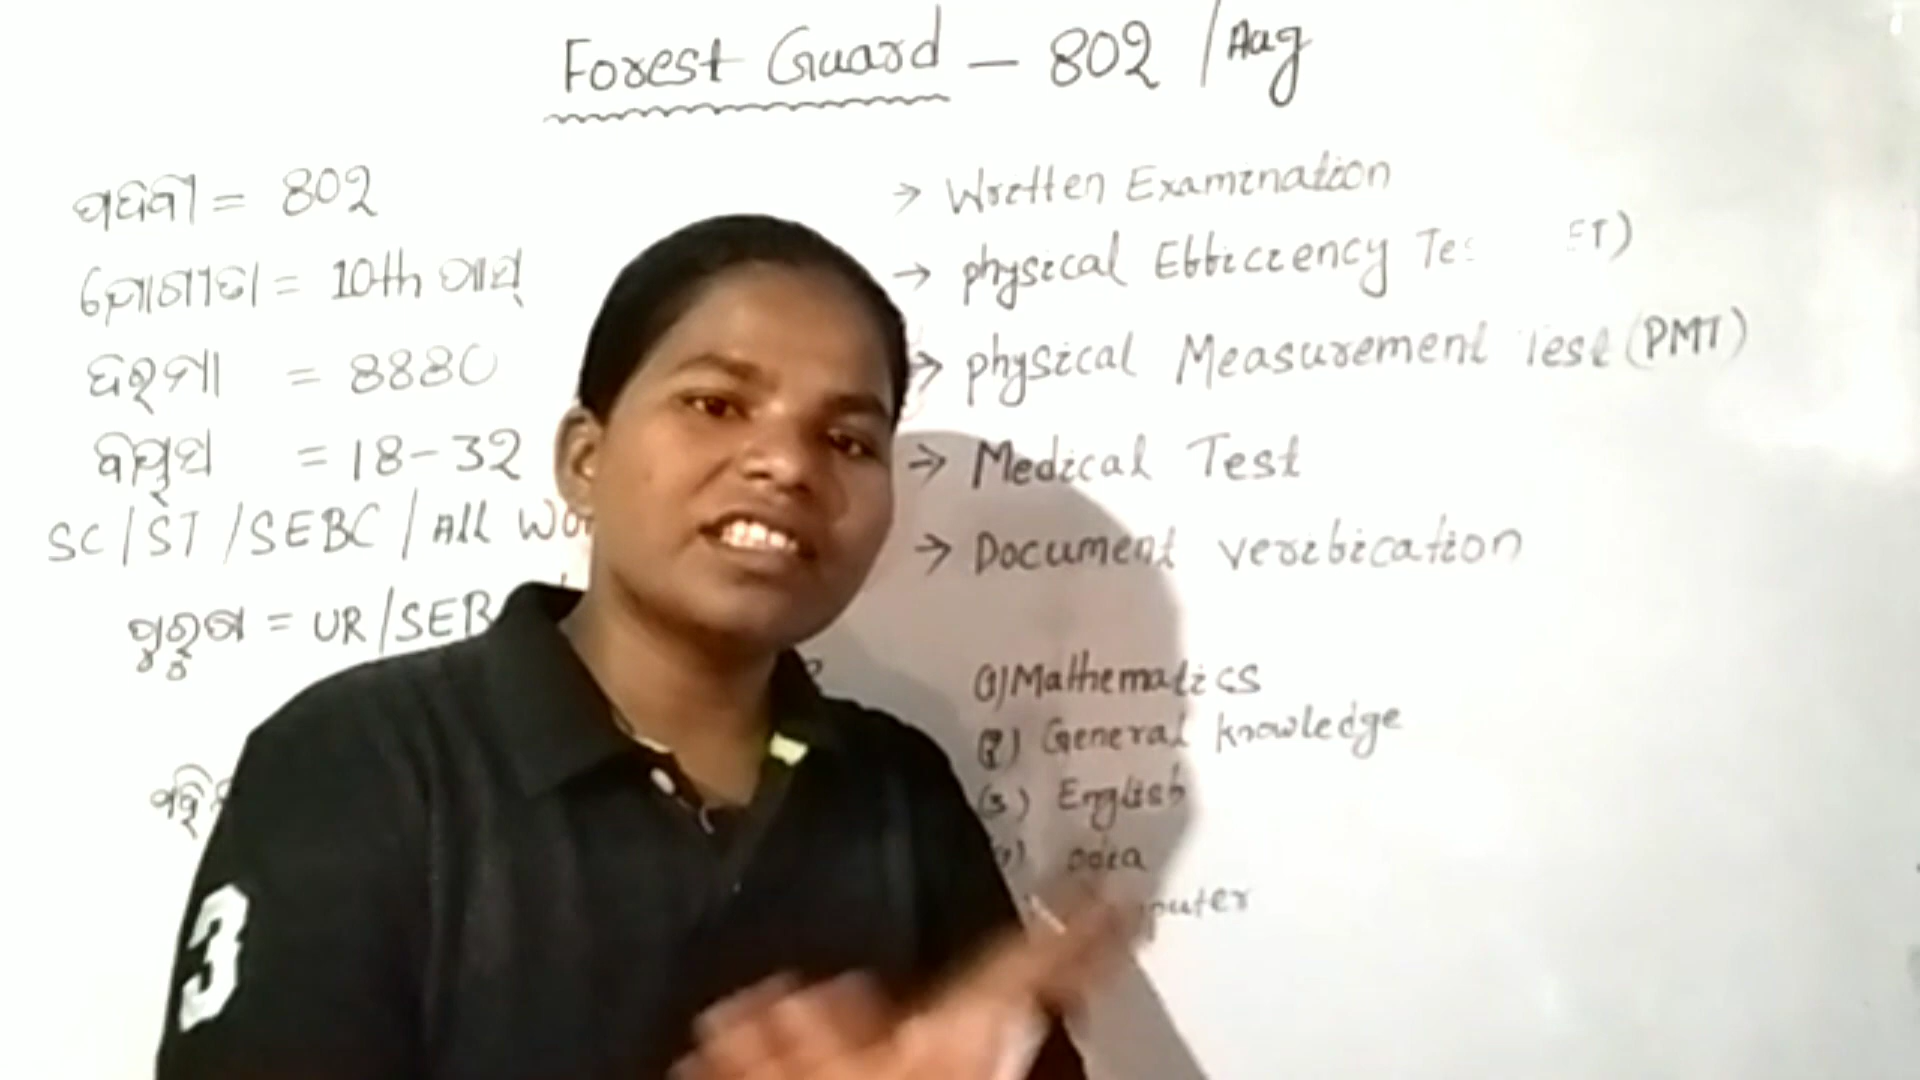 Forest Guard - 802 / Aug
ପଦବୀ = 802
ଯୋଗ୍ୟତା = 10th ପାସ୍
ଦରମା = 8880
ବୟସ = 18-32
SC/ST/SEBC/All
ପୁରୁଷ = UR/SEB
→ Written Examination
→ physical Efficiency
→ physical Measurement Test (PMT)
→ Medical Test
→ Document verification
(1) Mathematics
(2) General knowledge
(3) English
odia
puter
3